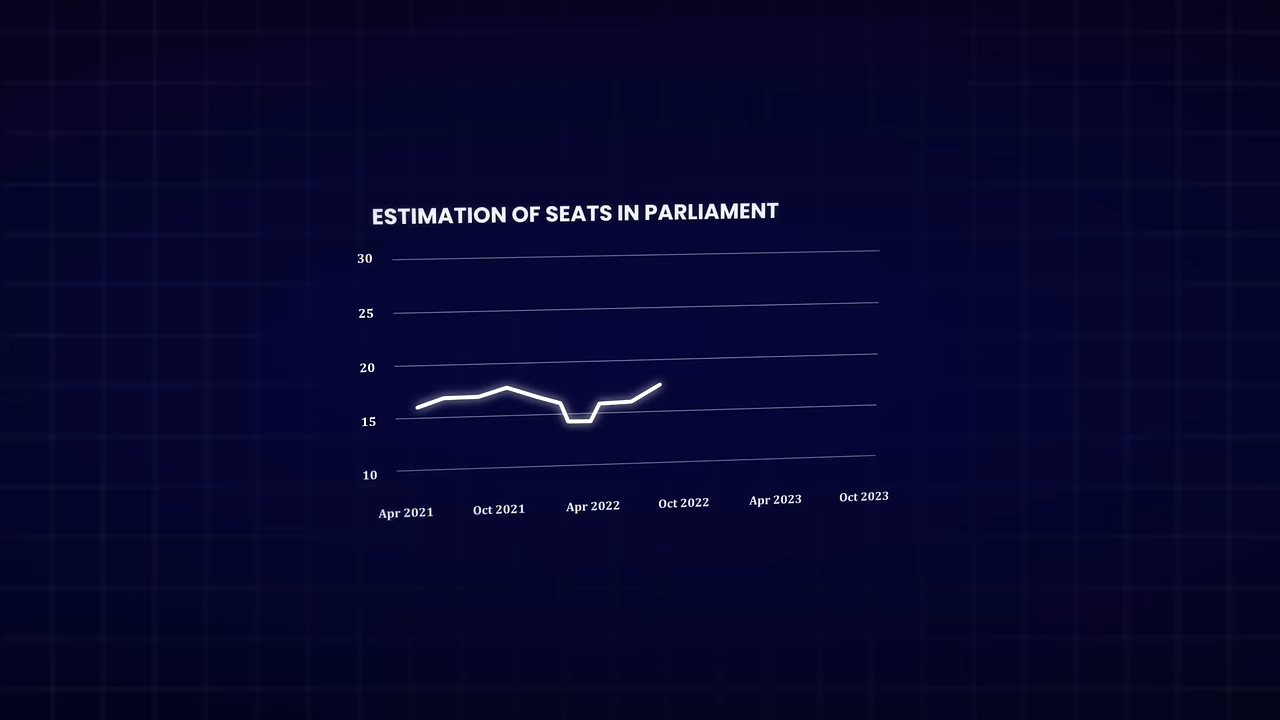 ESTIMATION OF SEATS IN PARLIAMENT
30
25
20
15
10
Apr 2021 Oct 2021 Apr 2022 Oct 2022 Apr 2023 Oct 2023